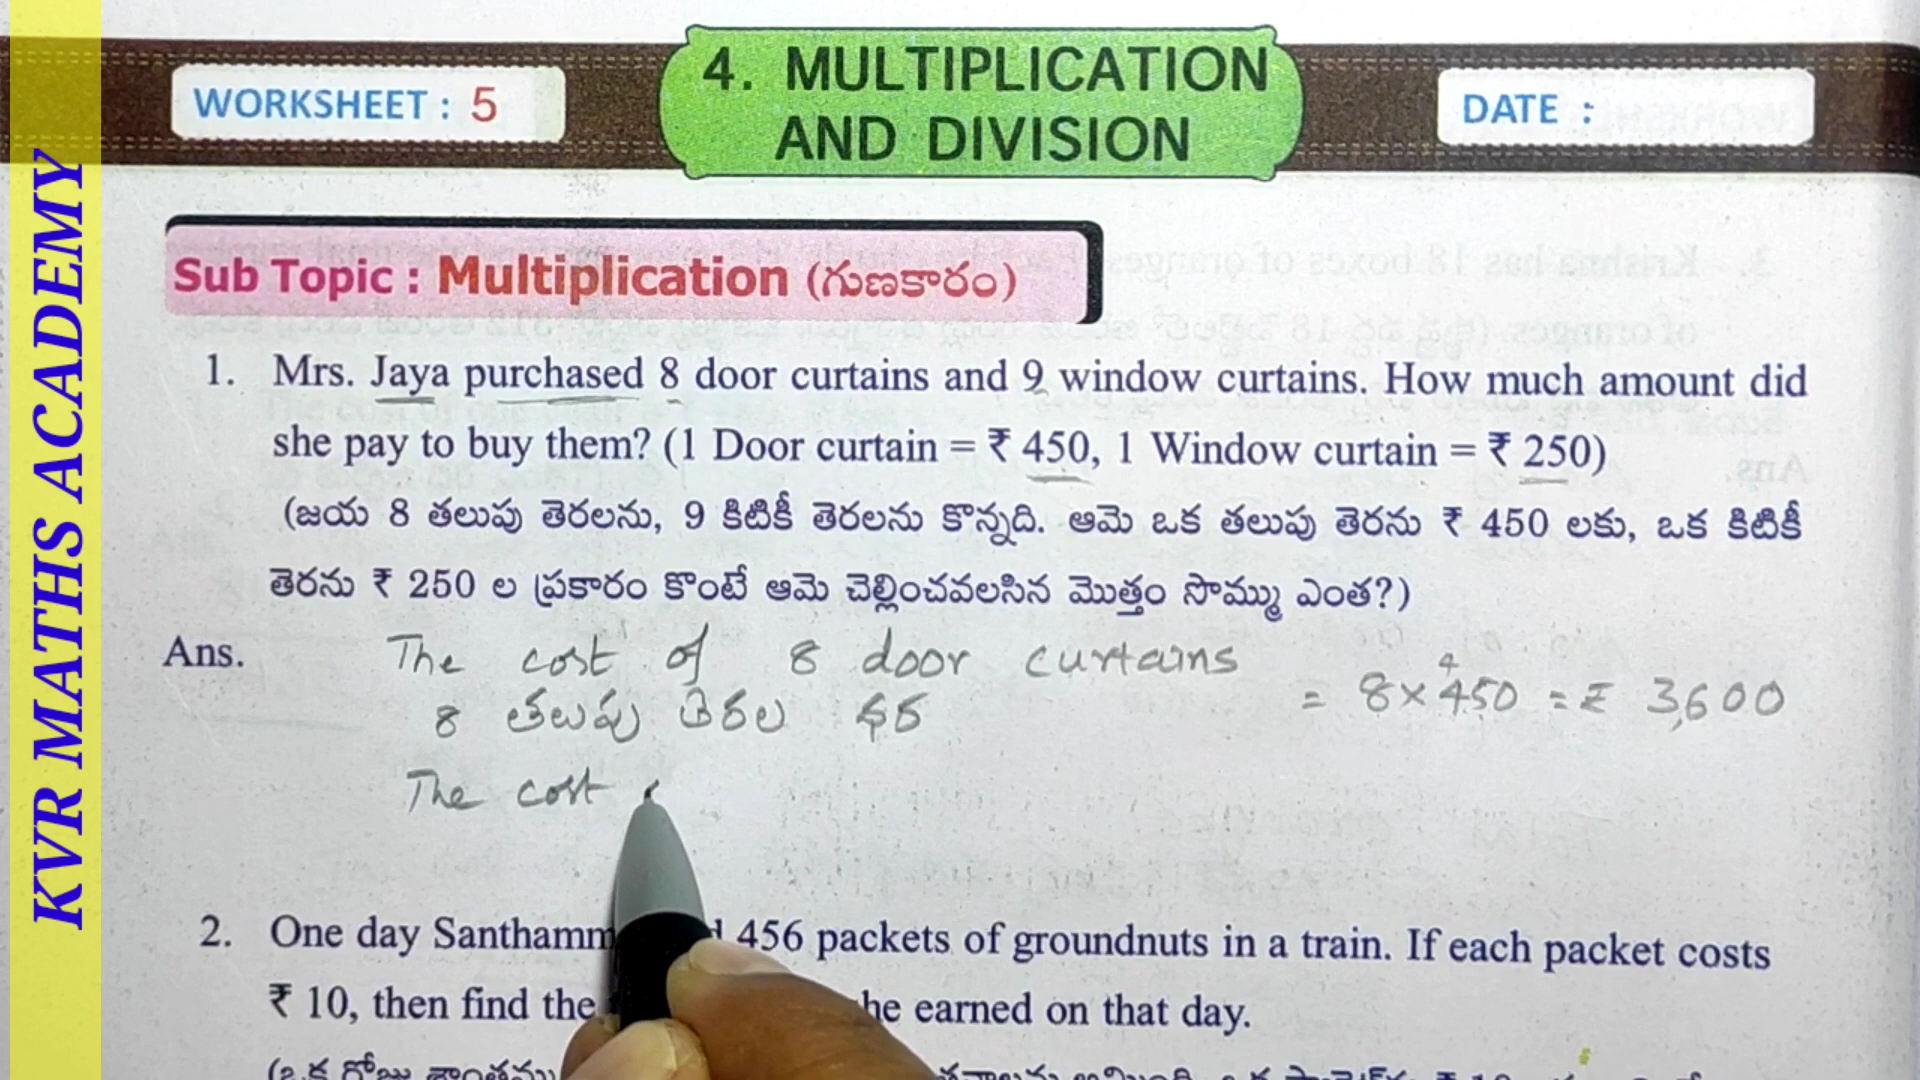 KVR MATHS ACADEMY
WORKSHEET : 5
4. MULTIPLICATION
AND DIVISION
DATE :
Sub Topic : Multiplication (గుణకారం)
1. Mrs. Jaya purchased 8 door curtains and 9 window curtains. How much amount did
she pay to buy them? (1 Door curtain = ₹ 450, 1 Window curtain = ₹ 250)
(జయ 8 తలుపు తెరలను, 9 కిటికీ తెరలను కొన్నది. ఆమె ఒక తలుపు తెరను ₹ 450 లకు, ఒక కిటికీ
తెరను ₹ 250 ల ప్రకారం కొంటే ఆమె చెల్లించవలసిన మొత్తం సొమ్ము ఎంత?)
Ans. The cost of 8 door curtains
8 తలుపు తెరల ధర = 8 × 450 = ₹ 3,600
4
The cost
2. One day 456 packets of groundnuts in a train. If each packet costs
₹ 10, then find the earned on that day.
(ఒక రోజు